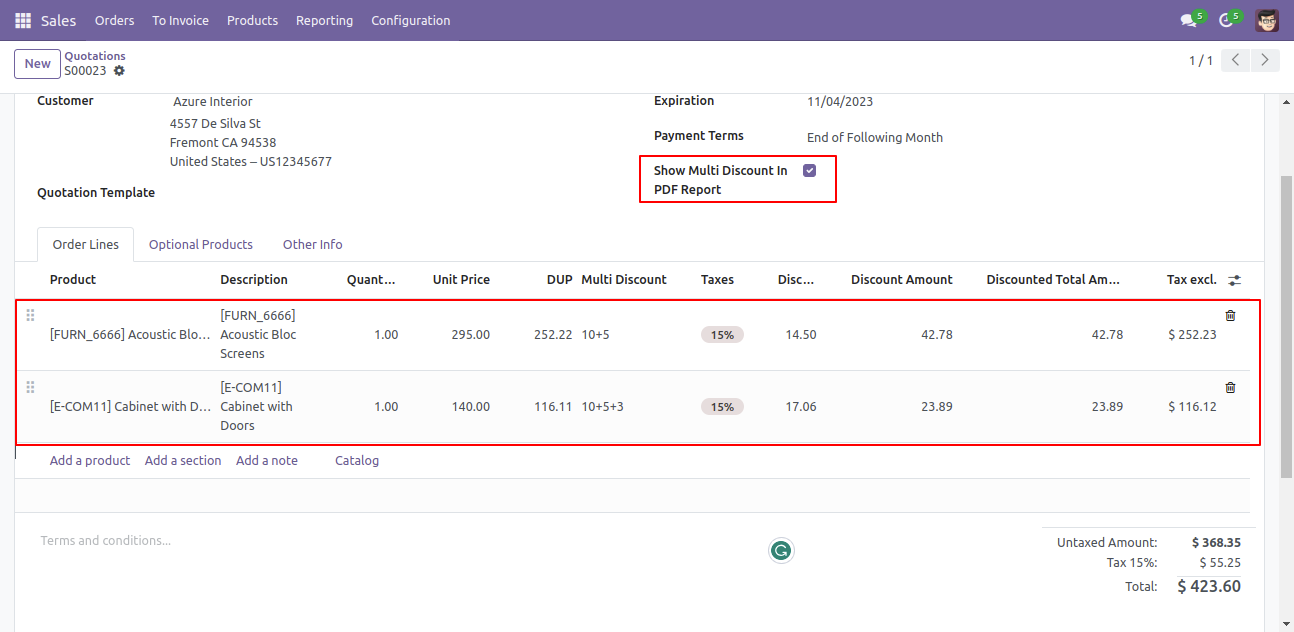 Sales Orders To Invoice Products Reporting Configuration 5 5
New Quotations
S00023 1 / 1
Customer Azure Interior Expiration 11/04/2023
4557 De Silva St
Fremont CA 94538 Payment Terms End of Following Month
United States – US12345677
Show Multi Discount In
PDF Report
Quotation Template
Order Lines Optional Products Other Info
Product Description Quant... Unit Price DUP Multi Discount Taxes Disc... Discount Amount Discounted Total Am... Tax excl.
[FURN_6666] Acoustic Blo... [FURN_6666]
Acoustic Bloc
Screens 1.00 295.00 252.22 10+5 15% 14.50 42.78 42.78 $ 252.23
[E-COM11] Cabinet with D... [E-COM11]
Cabinet with
Doors 1.00 140.00 116.11 10+5+3 15% 17.06 23.89 23.89 $ 116.12
Add a product Add a section Add a note Catalog
Terms and conditions...
Untaxed Amount: $ 368.35
Tax 15%: $ 55.25
Total: $ 423.60